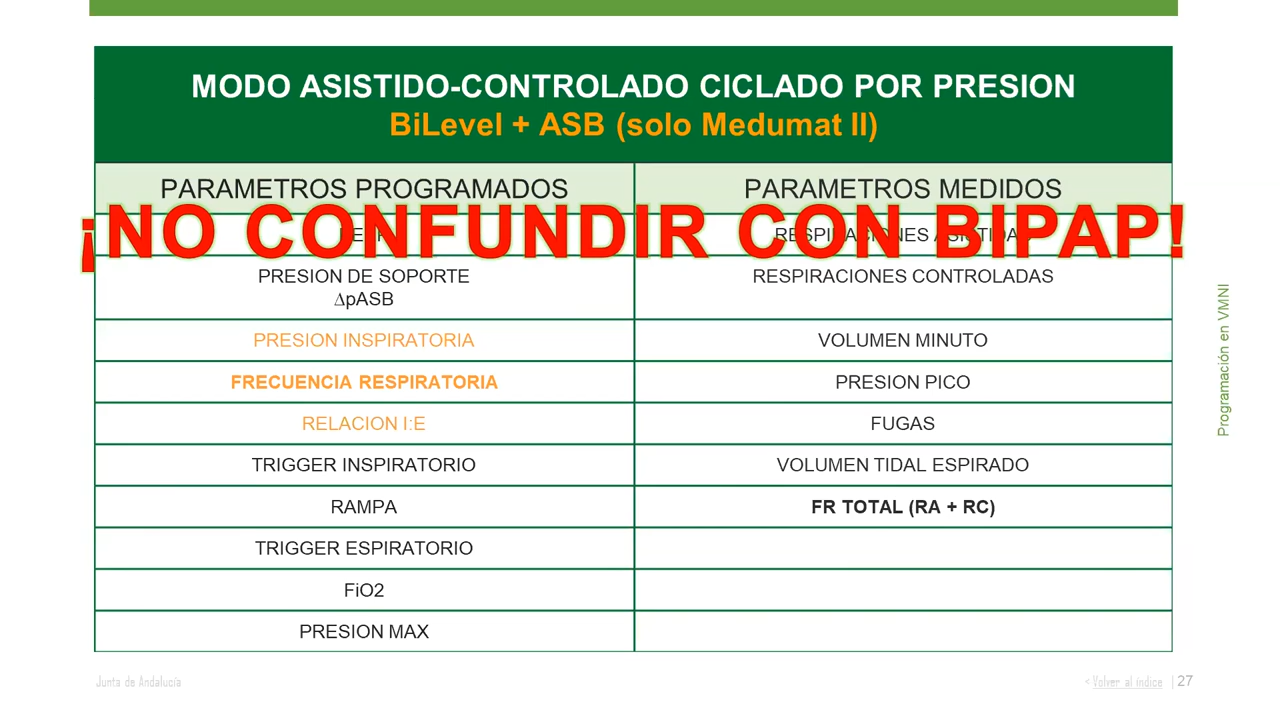 MODO ASISTIDO-CONTROLADO CICLADO POR PRESION
BiLevel + ASB (solo Medumat II)
PARAMETROS PROGRAMADOS
PARAMETROS MEDIDOS
¡NO CONFUNDIR CON BIPAP!
RESPIRACIONES ASISTIDAS
PRESION DE SOPORTE
∆pASB
RESPIRACIONES CONTROLADAS
PRESION INSPIRATORIA
VOLUMEN MINUTO
FRECUENCIA RESPIRATORIA
PRESION PICO
RELACION I:E
FUGAS
TRIGGER INSPIRATORIO
VOLUMEN TIDAL ESPIRADO
RAMPA
FR TOTAL (RA + RC)
TRIGGER ESPIRATORIO
FiO2
PRESION MAX
Programación en VMNI
Junta de Andalucía
< Volver al índice | 27